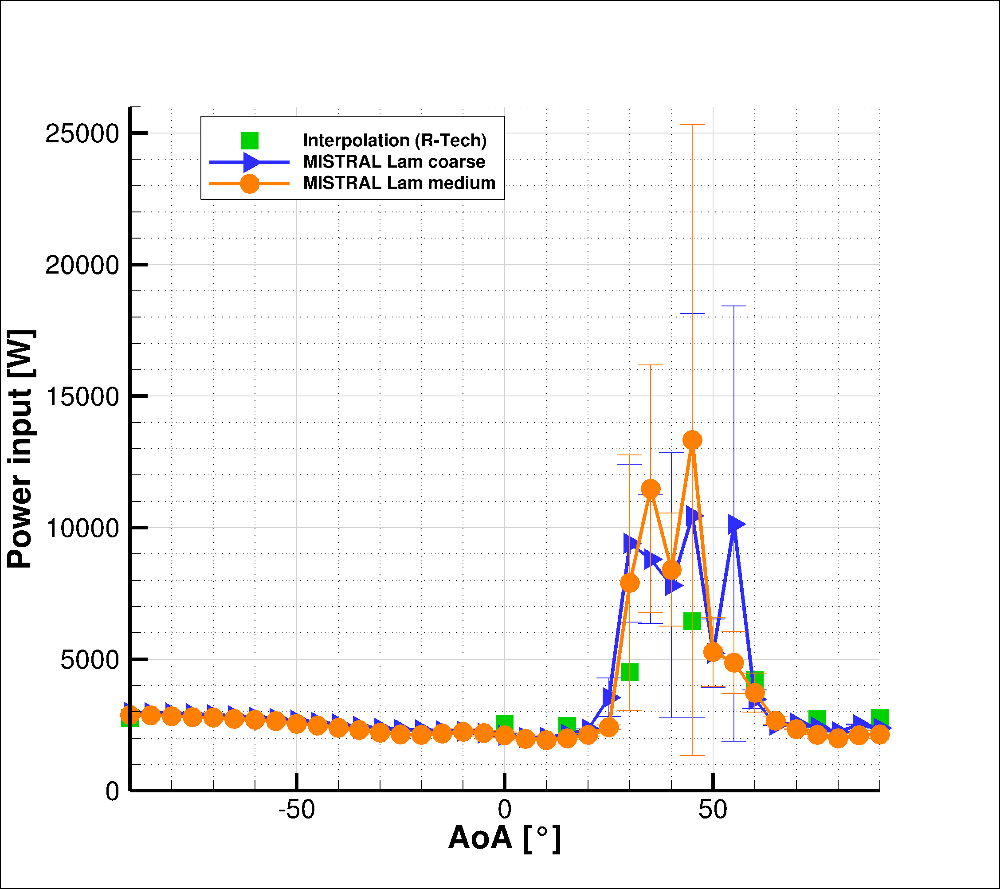 25000
20000
15000
10000
5000
0
Power input [W]
Interpolation (R-Tech)
MISTRAL Lam coarse
MISTRAL Lam medium
-50
0
50
AoA [°]